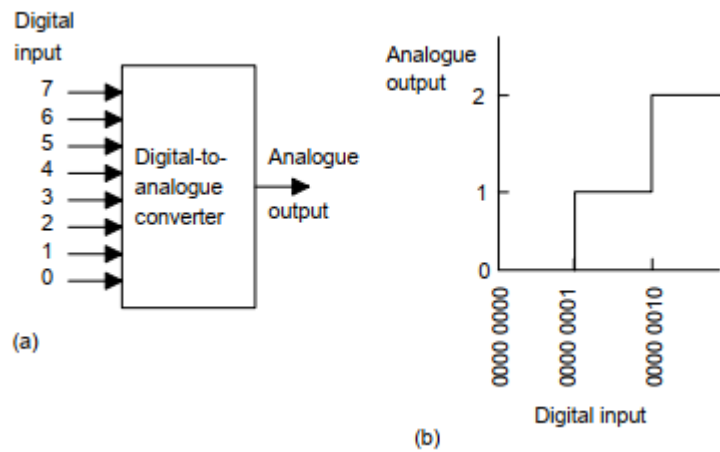 Digital
input
7
6
5
4
3
2
1
0
Digital-to-
analogue
converter
Analogue
output
(a)
Analogue
output
2
1
0
0000 0000
0000 0001
0000 0010
Digital input
(b)